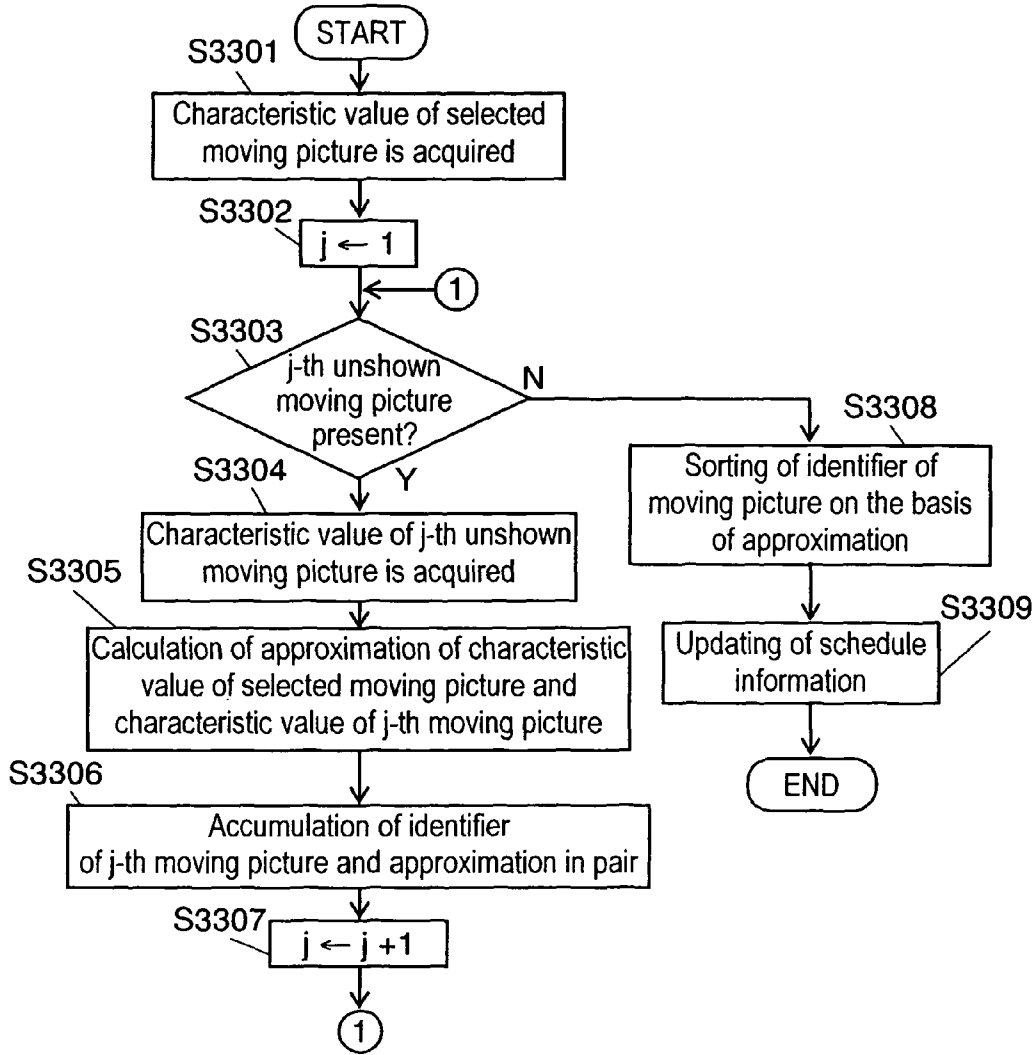 START
S3301
Characteristic value of selected
moving picture is acquired
S3302
j ← 1
1
S3303
j-th unshown
moving picture
present?
N
Y
S3304
Characteristic value of j-th unshown
moving picture is acquired
S3305
Calculation of approximation of characteristic
value of selected moving picture and
characteristic value of j-th moving picture
S3306
Accumulation of identifier
of j-th moving picture and approximation in pair
S3307
j ← j +1
1
S3308
Sorting of identifier of
moving picture on the basis
of approximation
S3309
Updating of schedule
information
END